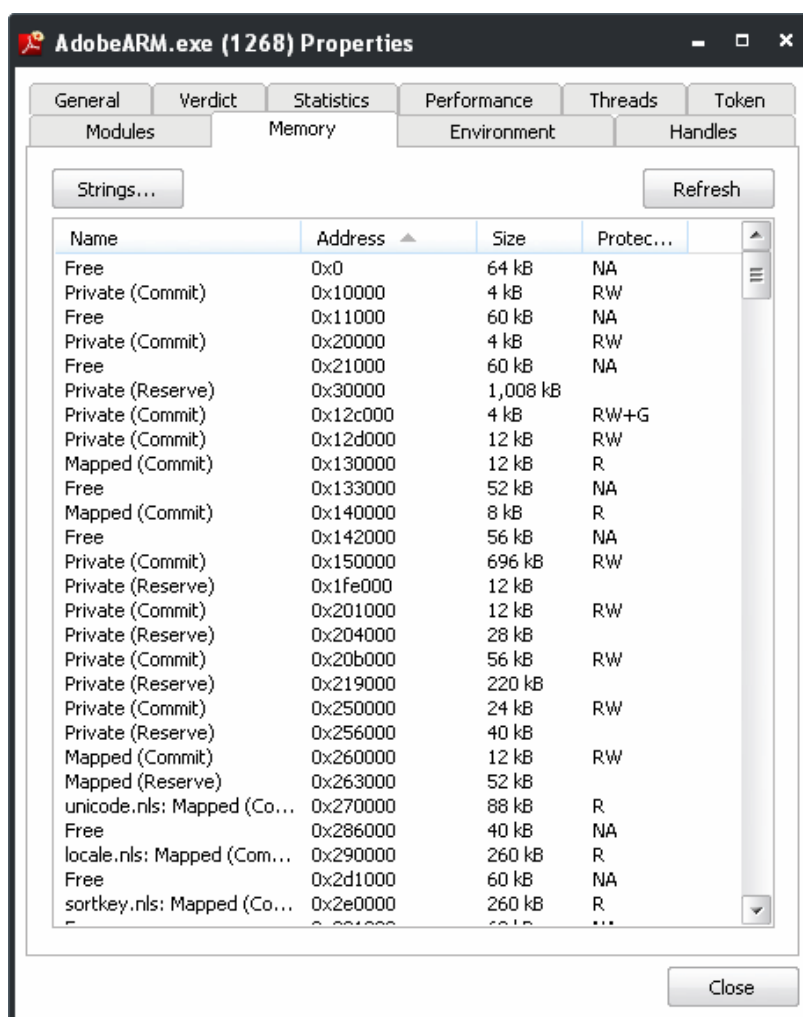 AdobeARM.exe (1268) Properties
General Verdict Statistics Performance Threads Token
Modules Memory Environment Handles
Strings... Refresh
Name Address Size Protec...
Free 0x0 64 kB NA
Private (Commit) 0x10000 4 kB RW
Free 0x11000 60 kB NA
Private (Commit) 0x20000 4 kB RW
Free 0x21000 60 kB NA
Private (Reserve) 0x30000 1,008 kB
Private (Commit) 0x12c000 4 kB RW+G
Private (Commit) 0x12d000 12 kB RW
Mapped (Commit) 0x130000 12 kB R
Free 0x133000 52 kB NA
Mapped (Commit) 0x140000 8 kB R
Free 0x142000 56 kB NA
Private (Commit) 0x150000 696 kB RW
Private (Reserve) 0x1fe000 12 kB
Private (Commit) 0x201000 12 kB RW
Private (Reserve) 0x204000 28 kB
Private (Commit) 0x20b000 56 kB RW
Private (Reserve) 0x219000 220 kB
Private (Commit) 0x250000 24 kB RW
Private (Reserve) 0x256000 40 kB
Mapped (Commit) 0x260000 12 kB RW
Mapped (Reserve) 0x263000 52 kB
unicode.nls: Mapped (Co... 0x270000 88 kB R
Free 0x286000 40 kB NA
locale.nls: Mapped (Com... 0x290000 260 kB R
Free 0x2d1000 60 kB NA
sortkey.nls: Mapped (Co... 0x2e0000 260 kB R
Close